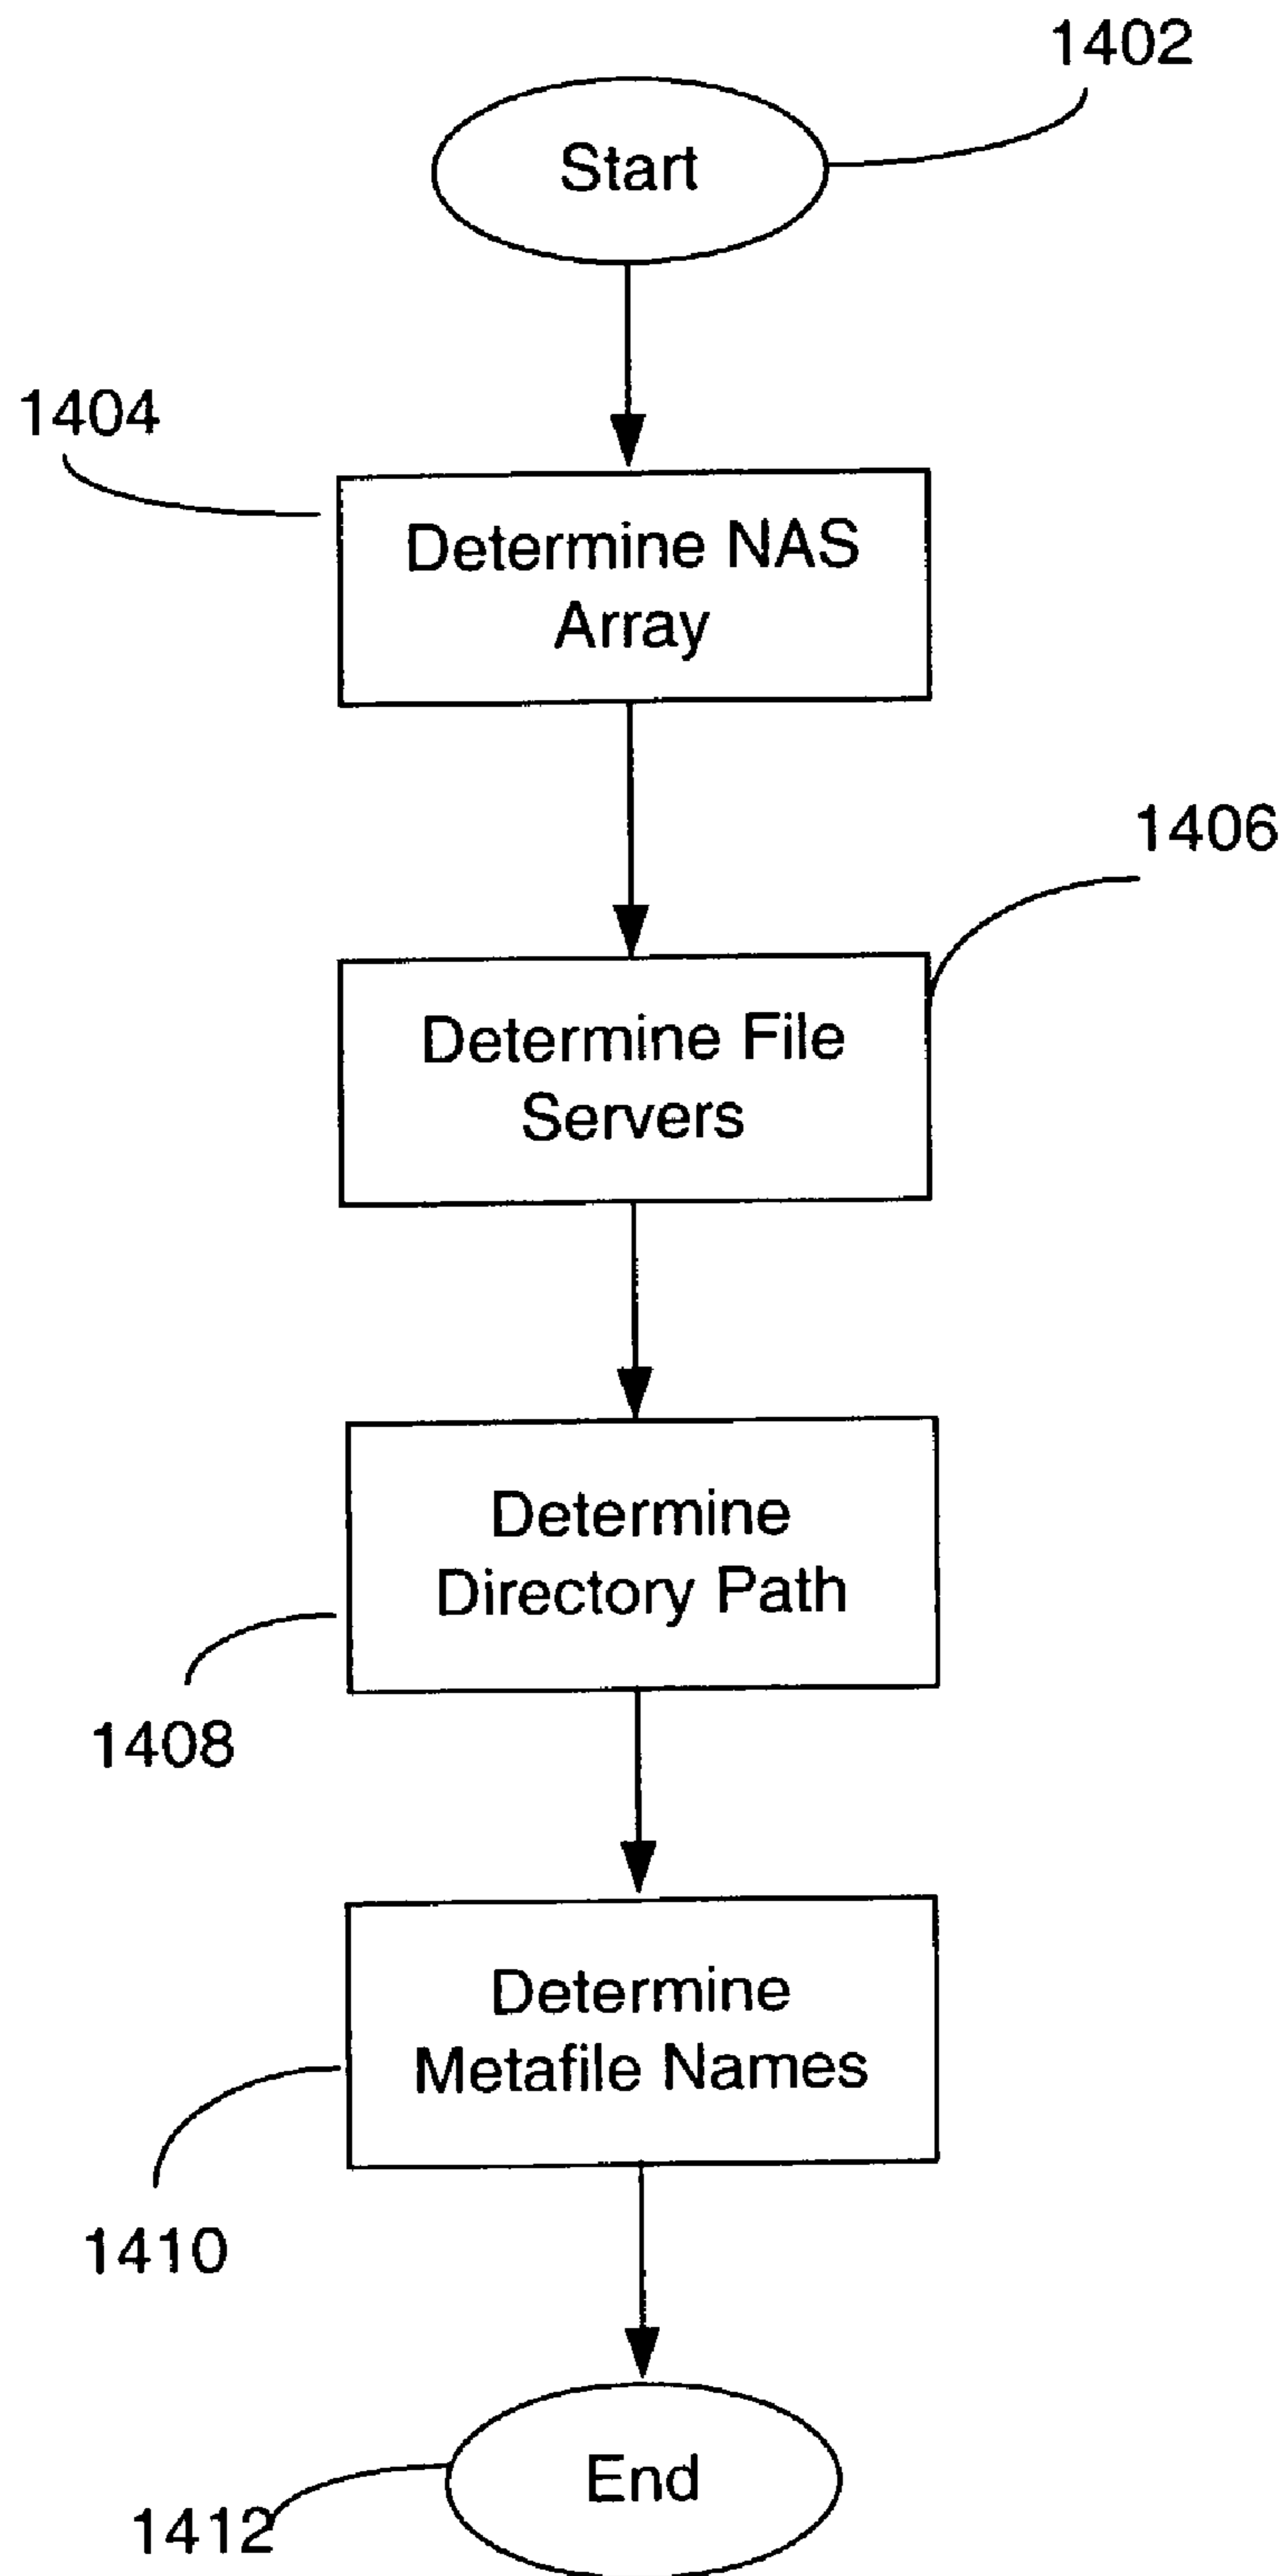 1402
Start
1404
Determine NAS
Array
1406
Determine File
Servers
Determine
Directory Path
1408
Determine
Metafile Names
1410
End
1412